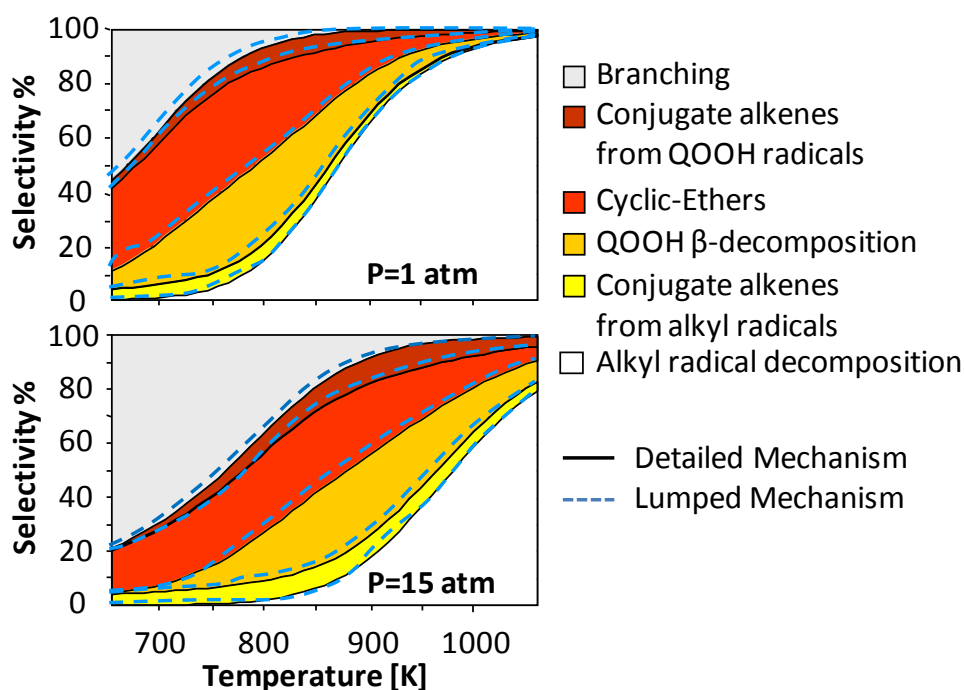 100
80
60
40
20
0
Selectivity %
P=1 atm
100
80
60
40
20
0
Selectivity %
P=15 atm
700 800 900 1000
Temperature [K]
Branching
Conjugate alkenes
from QOOH radicals
Cyclic-Ethers
QOOH β-decomposition
Conjugate alkenes
from alkyl radicals
Alkyl radical decomposition
Detailed Mechanism
Lumped Mechanism